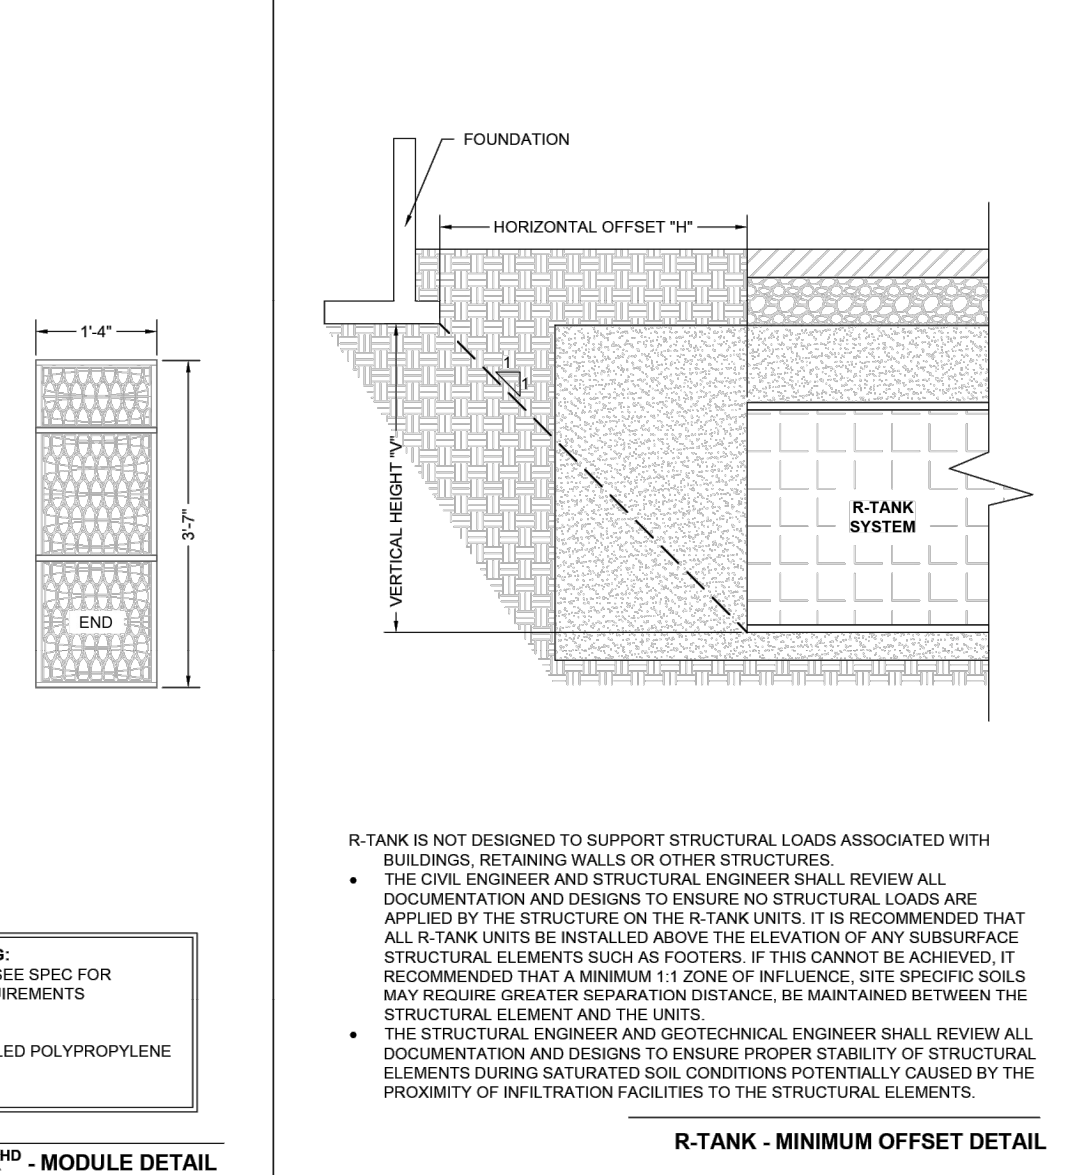 1'-4"
3'-7"
END
G:
SEE SPEC FOR
POLYPROPYLENE
HD - MODULE DETAIL
FOUNDATION
HORIZONTAL OFFSET "H"
1
1
VERTICAL HEIGHT "V"
R-TANK
SYSTEM
R-TANK IS NOT DESIGNED TO SUPPORT STRUCTURAL LOADS ASSOCIATED WITH
BUILDINGS, RETAINING WALLS OR OTHER STRUCTURES.
● THE CIVIL ENGINEER AND STRUCTURAL ENGINEER SHALL REVIEW ALL
DOCUMENTATION AND DESIGNS TO ENSURE NO STRUCTURAL LOADS ARE
APPLIED BY THE STRUCTURE ON THE R-TANK UNITS. IT IS RECOMMENDED THAT
ALL R-TANK UNITS BE INSTALLED ABOVE THE ELEVATION OF ANY SUBSURFACE
STRUCTURAL ELEMENTS SUCH AS FOOTERS. IF THIS CANNOT BE ACHIEVED, IT
RECOMMENDED THAT A MINIMUM 1:1 ZONE OF INFLUENCE, SITE SPECIFIC SOILS
MAY REQUIRE GREATER SEPARATION DISTANCE, BE MAINTAINED BETWEEN THE
STRUCTURAL ELEMENT AND THE UNITS.
● THE STRUCTURAL ENGINEER AND GEOTECHNICAL ENGINEER SHALL REVIEW ALL
DOCUMENTATION AND DESIGNS TO ENSURE PROPER STABILITY OF STRUCTURAL
ELEMENTS DURING SATURATED SOIL CONDITIONS POTENTIALLY CAUSED BY THE
PROXIMITY OF INFILTRATION FACILITIES TO THE STRUCTURAL ELEMENTS.
R-TANK - MINIMUM OFFSET DETAIL